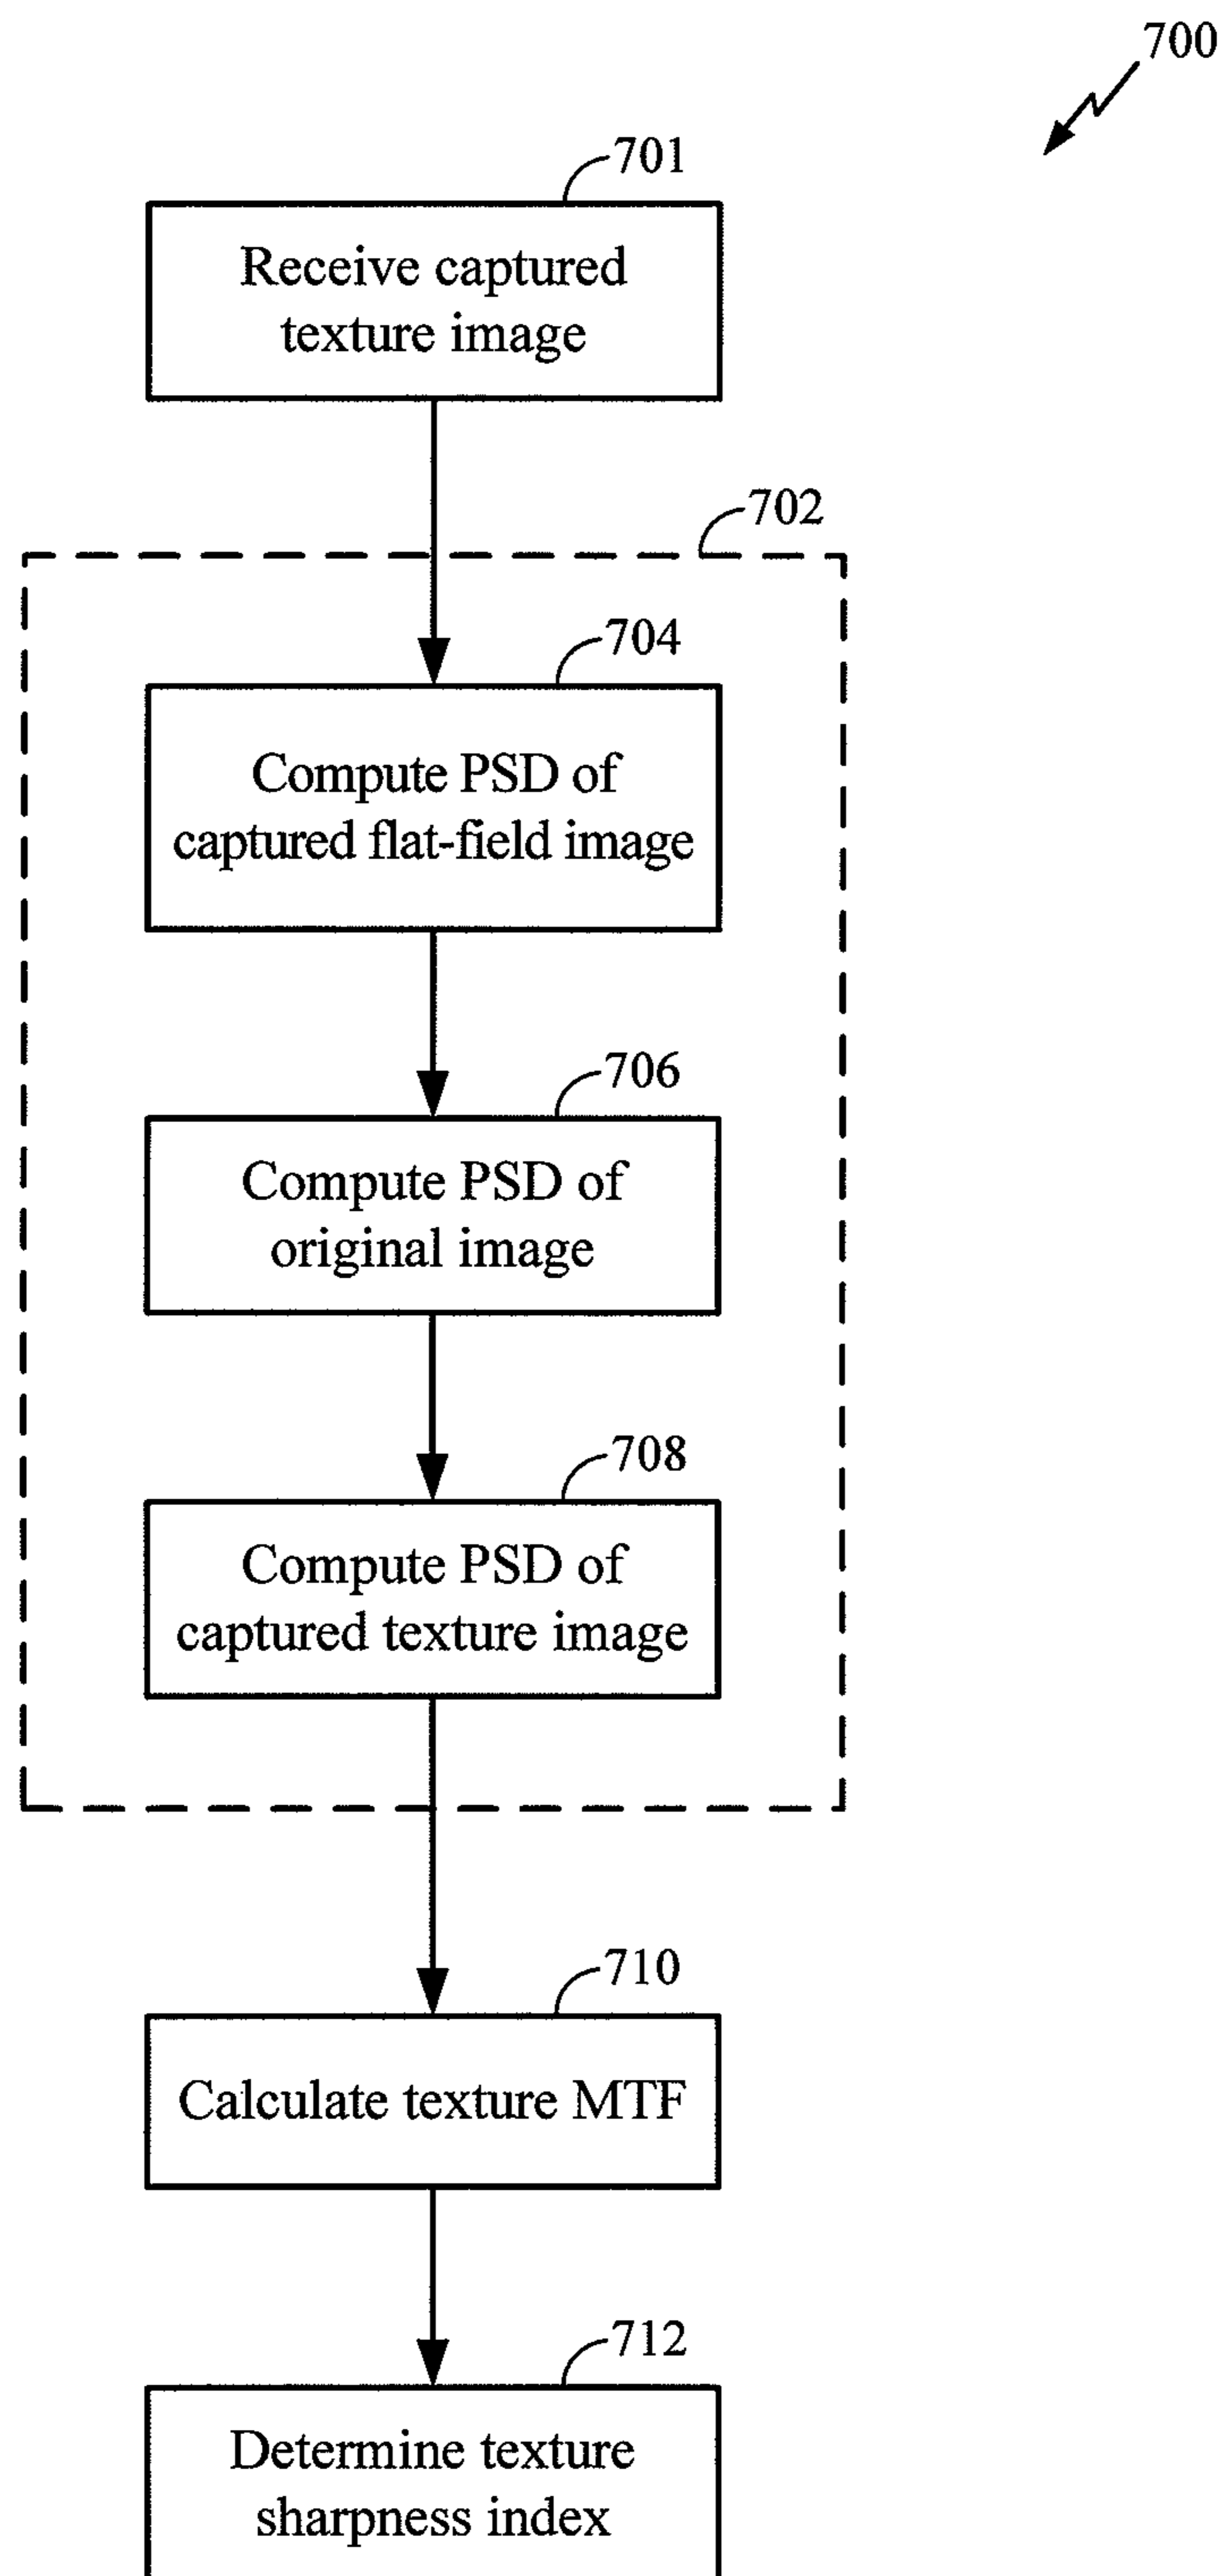 700
701
Receive captured
texture image
702
704
Compute PSD of
captured flat-field image
706
Compute PSD of
original image
708
Compute PSD of
captured texture image
710
Calculate texture MTF
712
Determine texture
sharpness index